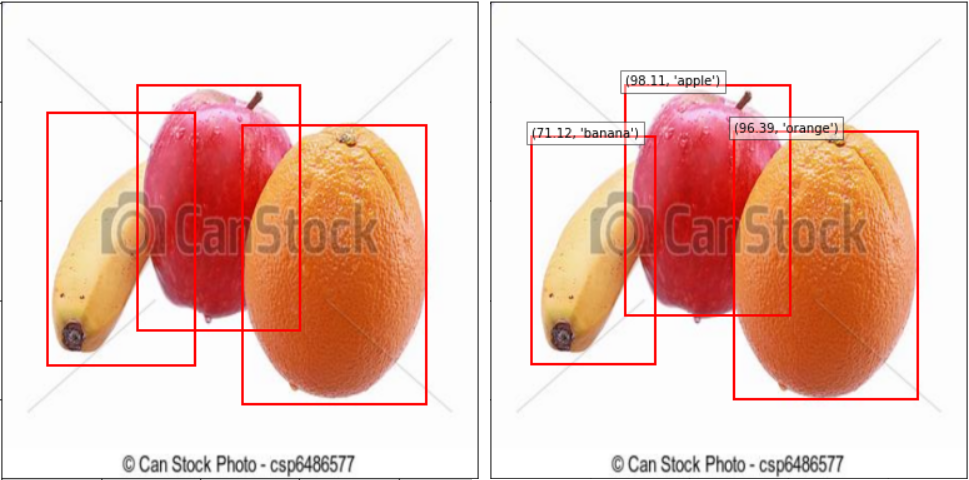 CanStock
© Can Stock Photo - csp6486577
(98.11, 'apple')
(71.12, 'banana')
(96.39, 'orange')
CanStock
© Can Stock Photo - csp6486577